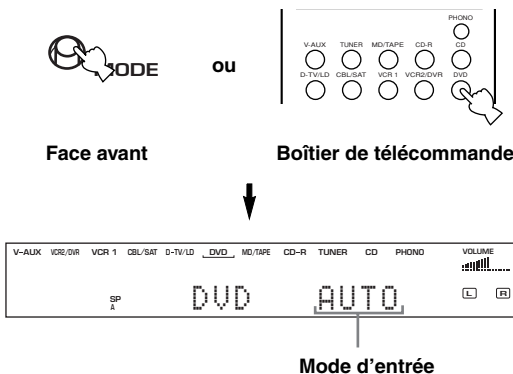 PHONO
V-AUX TUNER MD/TAPE CD-R CD
D-TV/LD CBL/SAT VCR 1 VCR2/DVR DVD
ou
Face avant
Boîtier de télécommande
V-AUX VCR2/DVR VCR 1 CBL/SAT D-TV/LD DVD MD/TAPE CD-R TUNER CD PHONO VOLUME
SP
A
DVD AUTO
L R
Mode d'entrée